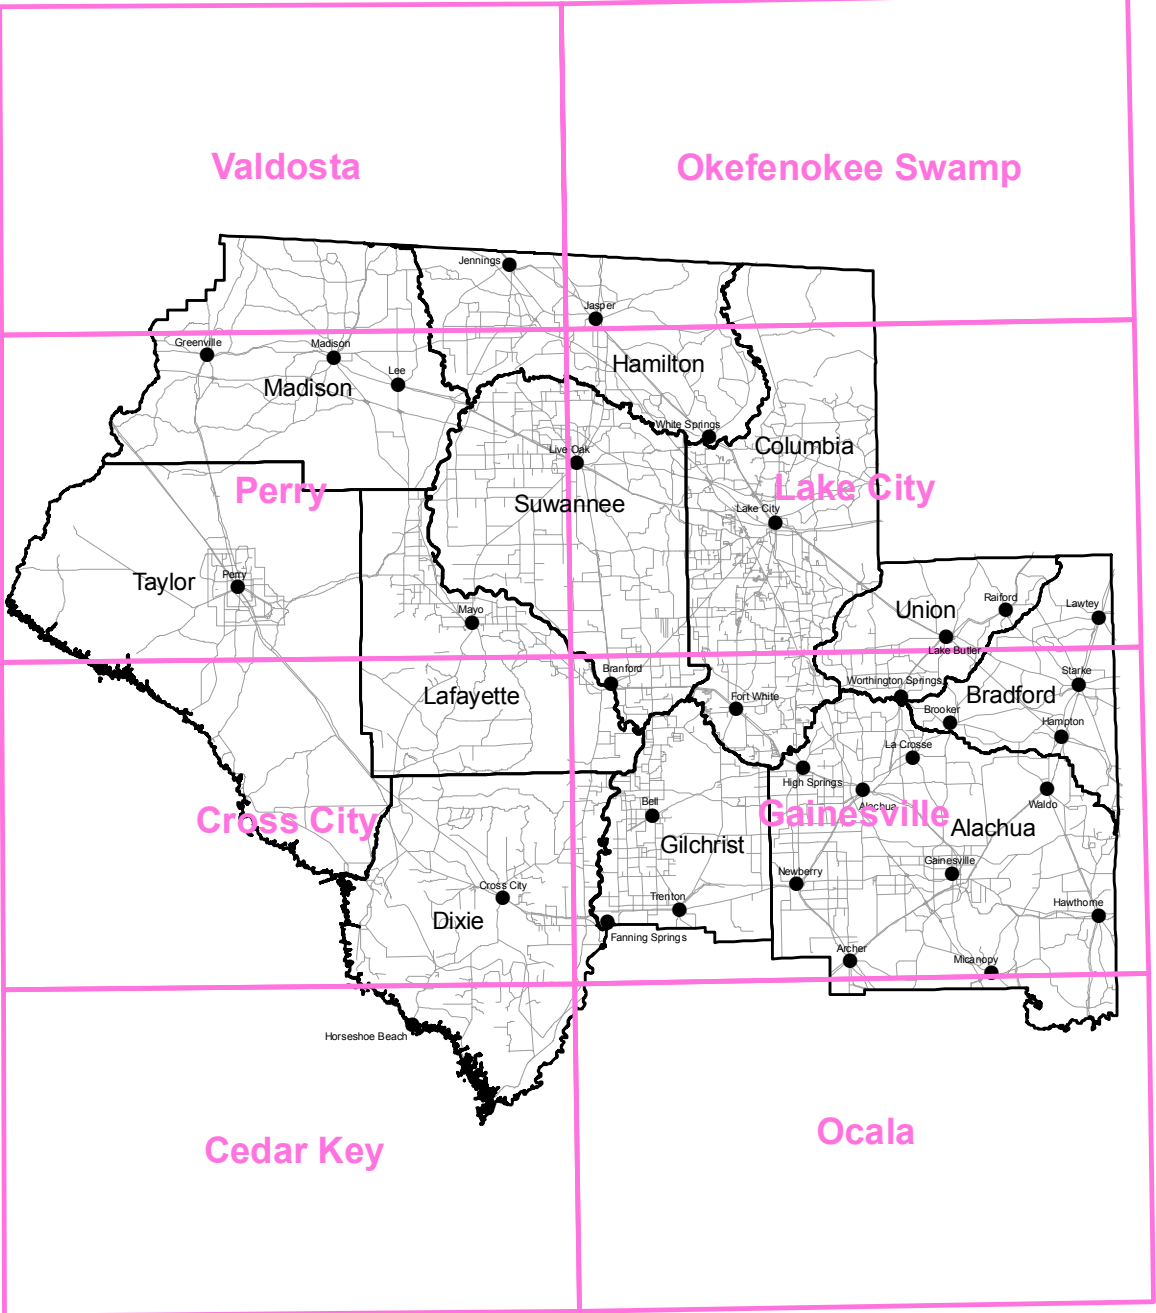 Valdosta
Okefenokee Swamp
Jennings
Jasper
Greenville
Madison
Lee
Madison
Hamilton
White Springs
Columbia
Live Oak
Perry
Suwannee
Lake City
Lake City
Taylor
Perry
Mayo
Union
Raiford
Lawtey
Lake Butler
Branford
Lafayette
Fort White
Worthington Springs
Starke
Bradford
Brooker
Hampton
La Crosse
High Springs
Bell
Alachua
Waldo
Cross City
Gainesville
Alachua
Gilchrist
Gainesville
Newberry
Cross City
Dixie
Trenton
Hawthorne
Fanning Springs
Archer
Micanopy
Horseshoe Beach
Cedar Key
Ocala